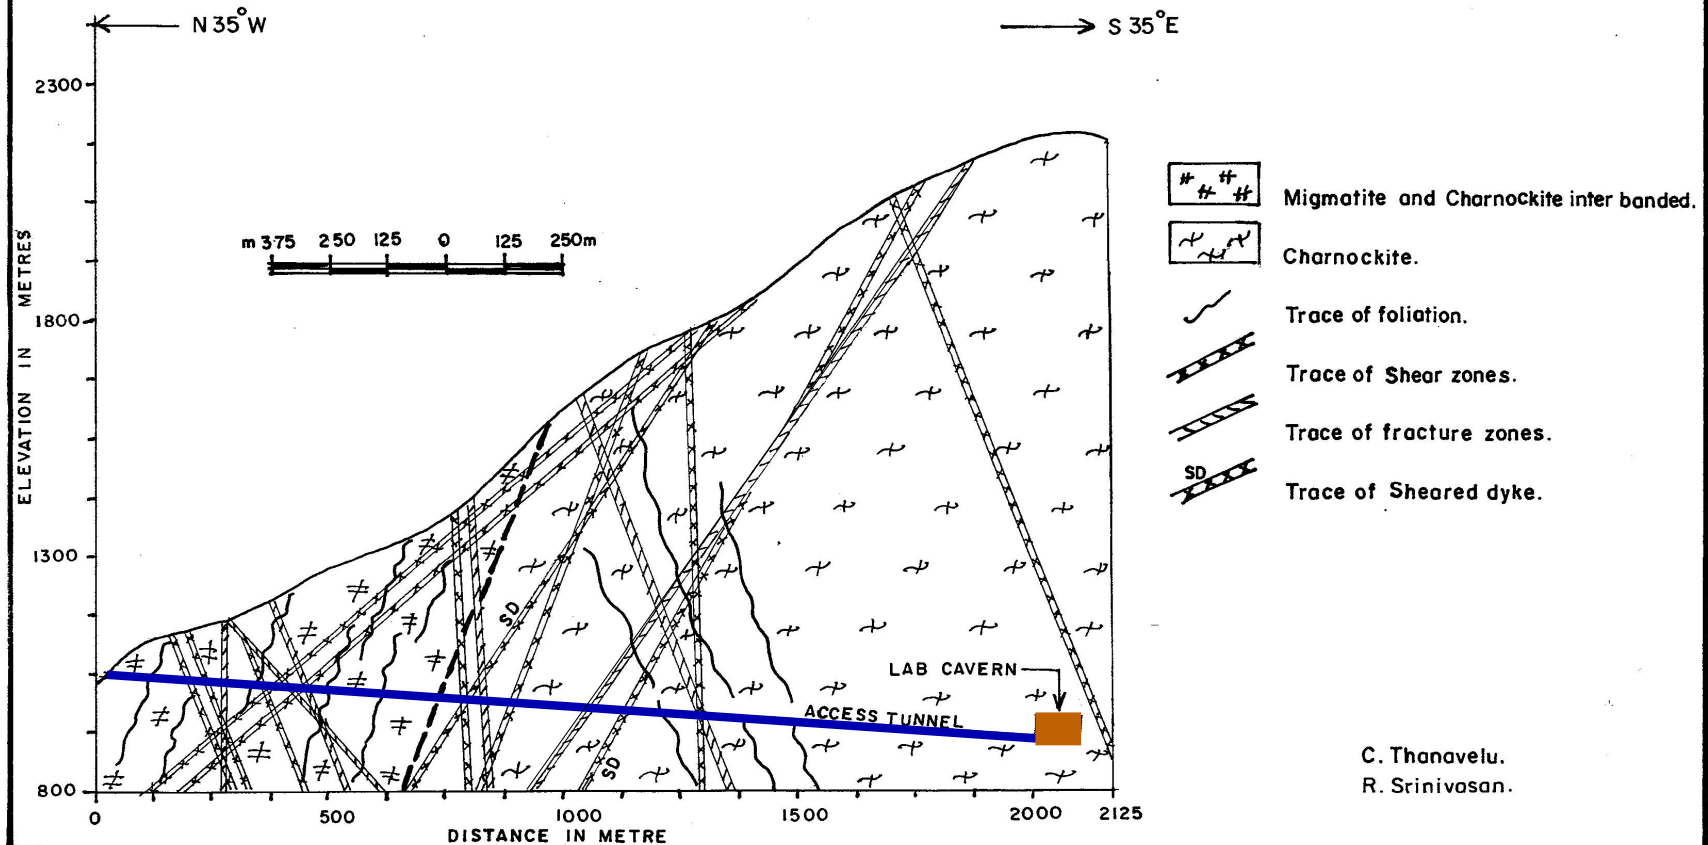 N 35° W
S 35° E
2300
1800
1300
800
ELEVATION IN METRES
m 375 250 125 0 125 250m
SD
SD
LAB CAVERN
ACCESS TUNNEL
0 500 1000 1500 2000 2125
DISTANCE IN METRE
Migmatite and Charnockite inter banded.
Charnockite.
Trace of foliation.
Trace of Shear zones.
Trace of fracture zones.
SD
Trace of Sheared dyke.
C. Thanavelu.
R. Srinivasan.